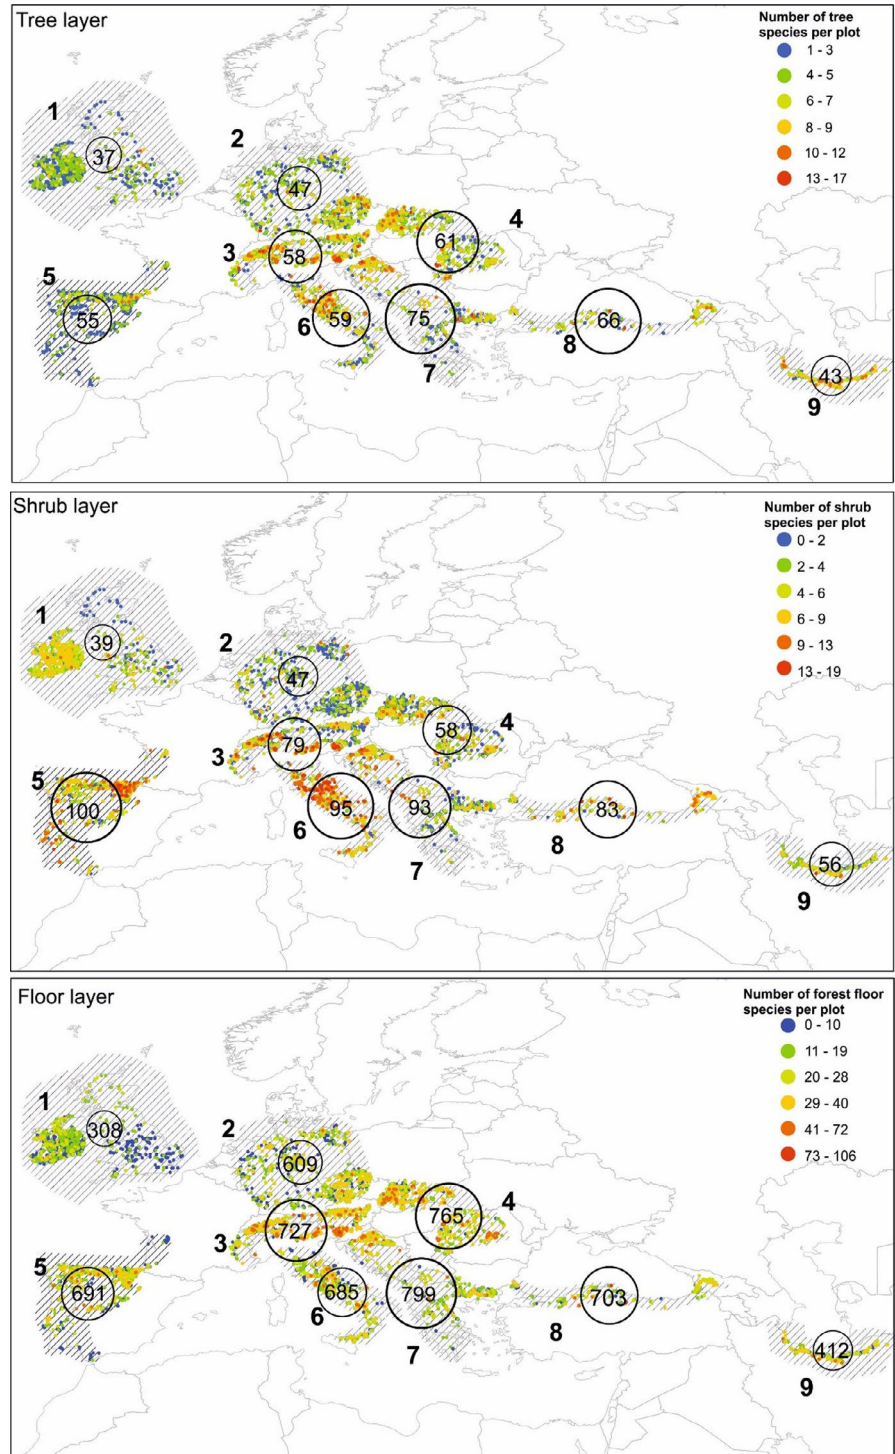 Tree layer
Number of tree
species per plot
1 - 3
4 - 5
6 - 7
8 - 9
10 - 12
13 - 17
1
37
2
47
3
58
4
61
5
55
6
59
75
7
66
8
43
9
Shrub layer
Number of shrub
species per plot
0 - 2
2 - 4
4 - 6
6 - 9
9 - 13
13 - 19
1
39
2
47
3
79
4
58
5
100
6
95
93
7
83
8
56
9
Floor layer
Number of forest floor
species per plot
0 - 10
11 - 19
20 - 28
29 - 40
41 - 72
73 - 106
1
308
2
609
3
727
4
765
5
691
6
685
799
7
703
8
412
9